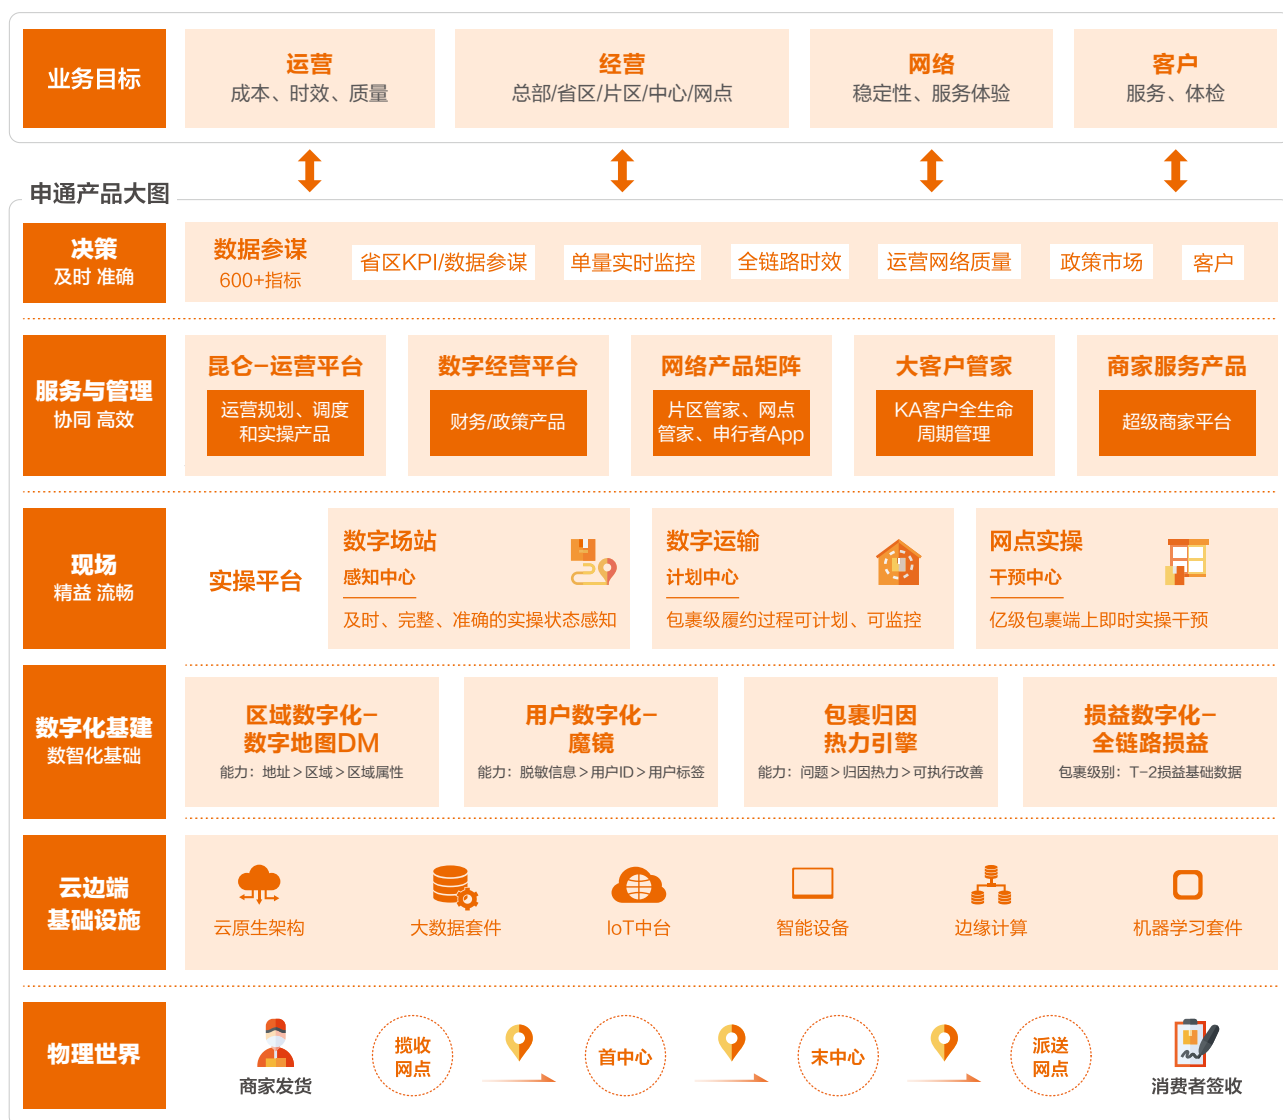 业务目标
运营
成本、时效、质量
经营
总部/省区/片区/中心/网点
网络
稳定性、服务体验
客户
服务、体检
申通产品大图
决策
及时 准确
数据参谋
600+指标
省区KPI/数据参谋
单量实时监控
全链路时效
运营网络质量
政策市场
客户
服务与管理
协同 高效
昆仑-运营平台
运营规划、调度
和实操产品
数字经营平台
财务/政策产品
网络产品矩阵
片区管家、网点
管家、申行者App
大客户管家
KA客户全生命
周期管理
商家服务产品
超级商家平台
现场
精益 流畅
实操平台
数字场站
感知中心
及时、完整、准确的实操状态感知
数字运输
计划中心
包裹级履约过程可计划、可监控
网点实操
干预中心
亿级包裹端上即时实操干预
数字化基建
数智化基础
区域数字化-
数字地图DM
能力：地址>区域>区域属性
用户数字化-
魔镜
能力：脱敏信息>用户ID>用户标签
包裹归因
热力引擎
能力：问题>归因热力>可执行改善
损益数字化-
全链路损益
包裹级别：T-2损益基础数据
云边端
基础设施
云原生架构
大数据套件
IoT中台
智能设备
边缘计算
机器学习套件
物理世界
商家发货
揽收
网点
首中心
末中心
派送
网点
消费者签收